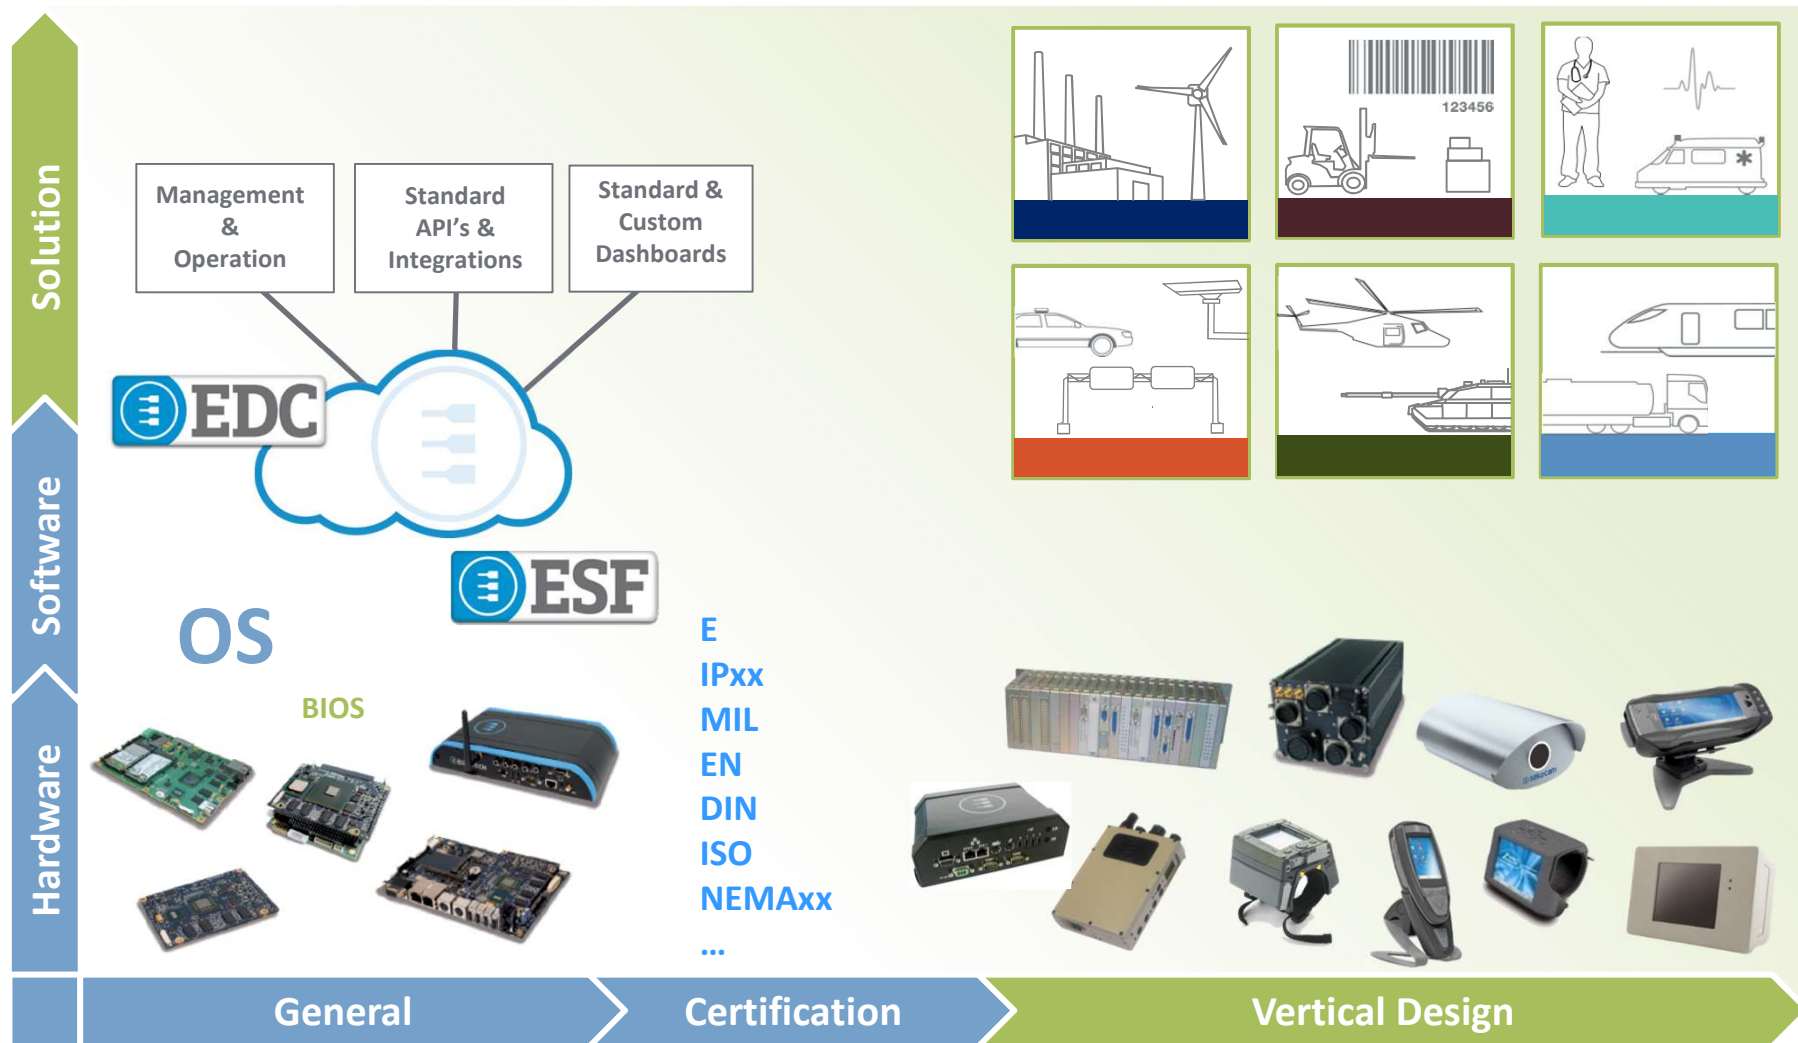 Solution
Software
Hardware
Management
&
Operation
Standard
API's &
Integrations
Standard &
Custom
Dashboards
EDC
ESF
OS
BIOS
E
IPxx
MIL
EN
DIN
ISO
NEMAxx
...
123456
General
Certification
Vertical Design